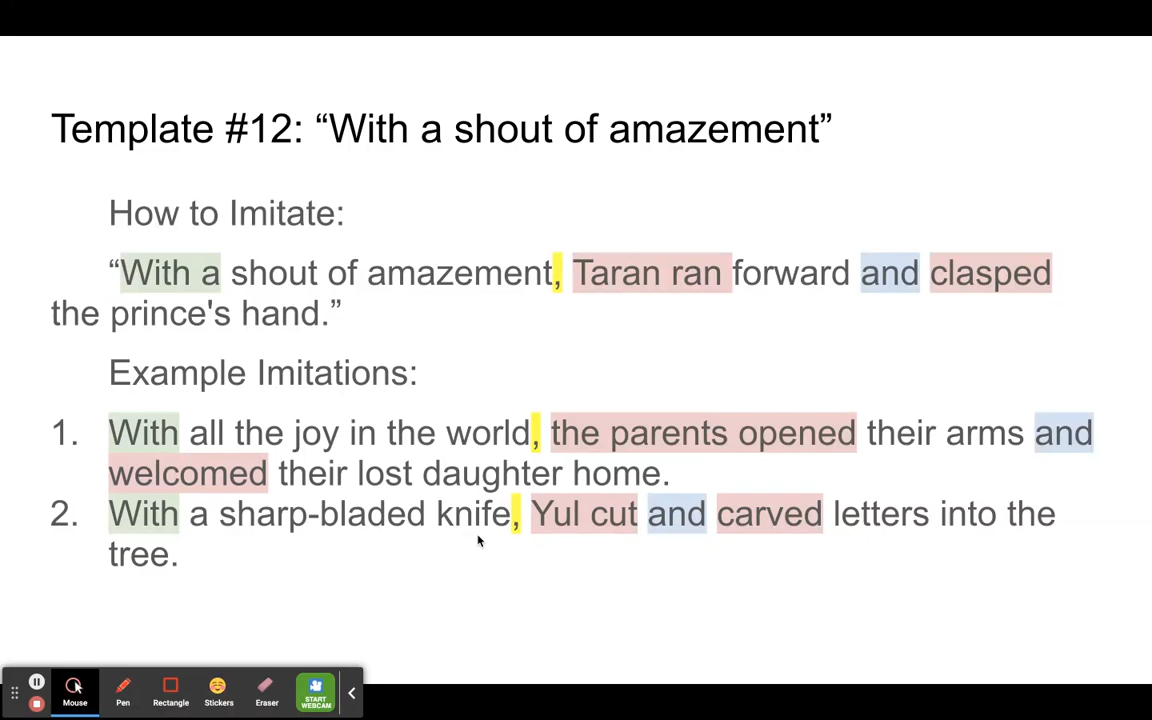 Template #12: “With a shout of amazement”
How to Imitate:
“With a shout of amazement, Taran ran forward and clasped
the prince's hand.”
Example Imitations:
1. With all the joy in the world, the parents opened their arms and
welcomed their lost daughter home.
2. With a sharp-bladed knife, Yul cut and carved letters into the
tree.
Mouse Pen Rectangle Stickers Eraser START
WEBCAM